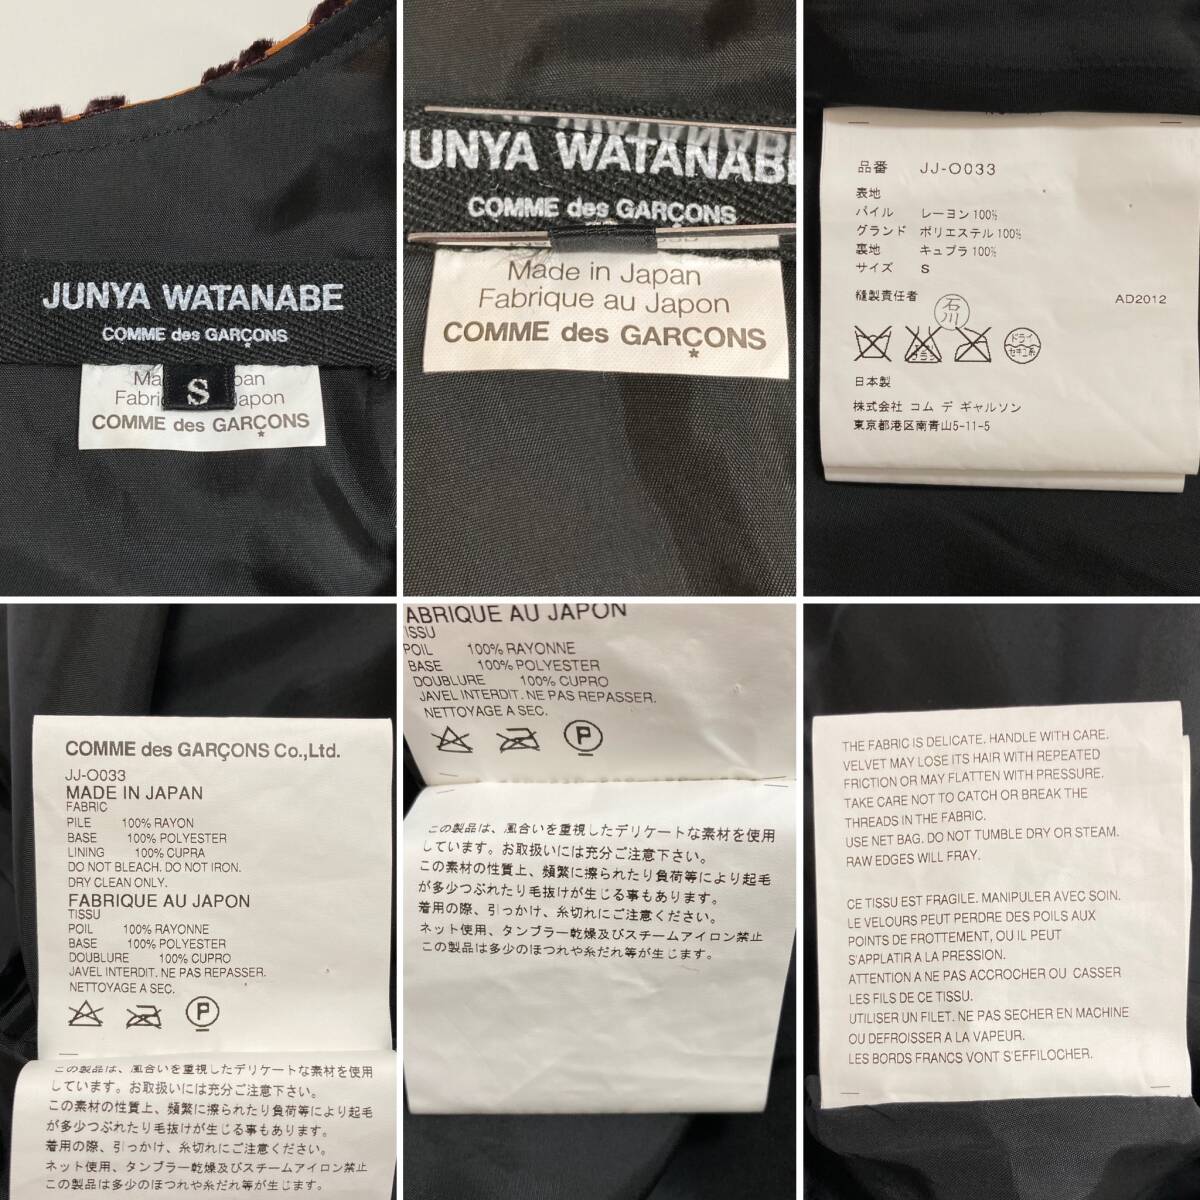 JUNYA WATANABE
COMME des GARÇONS
S
COMME des GARÇONS
JUNYA WATANABE
COMME des GARÇONS
Made in Japan
Fabrique au Japon
COMME des GARÇONS
品番 JJ-O033
表地
パイル レーヨン100%
グランド ポリエステル100%
裏地 キュプラ100%
サイズ S
縫製責任者 石川 AD2012
ドライ
セキユ系
日本製
株式会社 コム デ ギャルソン
東京都港区南青山5-11-5
COMME des GARÇONS Co.,Ltd.
JJ-O033
MADE IN JAPAN
FABRIC
PILE 100% RAYON
BASE 100% POLYESTER
LINING 100% CUPRA
DO NOT BLEACH. DO NOT IRON.
DRY CLEAN ONLY.
FABRIQUE AU JAPON
TISSU
POIL 100% RAYONNE
BASE 100% POLYESTER
DOUBLURE 100% CUPRO
JAVEL INTERDIT. NE PAS REPASSER.
NETTOYAGE A SEC.
P
この製品は、風合いを重視したデリケートな素材を使用
しています。お取扱いには充分ご注意下さい。
この素材の性質上、頻繁に擦られたり負荷等により起毛
が多少つぶれたり毛抜けが生じる事もあります。
着用の際、引っかけ、糸切れにご注意ください。
ネット使用、タンブラー乾燥及びスチームアイロン禁止
この製品は多少のほつれや糸だれ等が生じます。
FABRIQUE AU JAPON
TISSU
POIL 100% RAYONNE
BASE 100% POLYESTER
DOUBLURE 100% CUPRO
JAVEL INTERDIT. NE PAS REPASSER.
NETTOYAGE A SEC.
P
この製品は、風合いを重視したデリケートな素材を使用
しています。お取扱いには充分ご注意下さい。
この素材の性質上、頻繁に擦られたり負荷等により起毛
が多少つぶれたり毛抜けが生じる事もあります。
着用の際、引っかけ、糸切れにご注意ください。
ネット使用、タンブラー乾燥及びスチームアイロン禁止
この製品は多少のほつれや糸だれ等が生じます。
THE FABRIC IS DELICATE. HANDLE WITH CARE.
VELVET MAY LOSE ITS HAIR WITH REPEATED
FRICTION OR MAY FLATTEN WITH PRESSURE.
TAKE CARE NOT TO CATCH OR BREAK THE
THREADS IN THE FABRIC.
USE NET BAG. DO NOT TUMBLE DRY OR STEAM.
RAW EDGES WILL FRAY.
CE TISSU EST FRAGILE. MANIPULER AVEC SOIN.
LE VELOURS PEUT PERDRE DES POILS AUX
POINTS DE FROTTEMENT, OU IL PEUT
S'APPLATIR A LA PRESSION.
ATTENTION A NE PAS ACCROCHER OU CASSER
LES FILS DE CE TISSU.
UTILISER UN FILET. NE PAS SECHER EN MACHINE
OU DEFROISSER A LA VAPEUR.
LES BORDS FRANCS VONT S'EFFILOCHER.